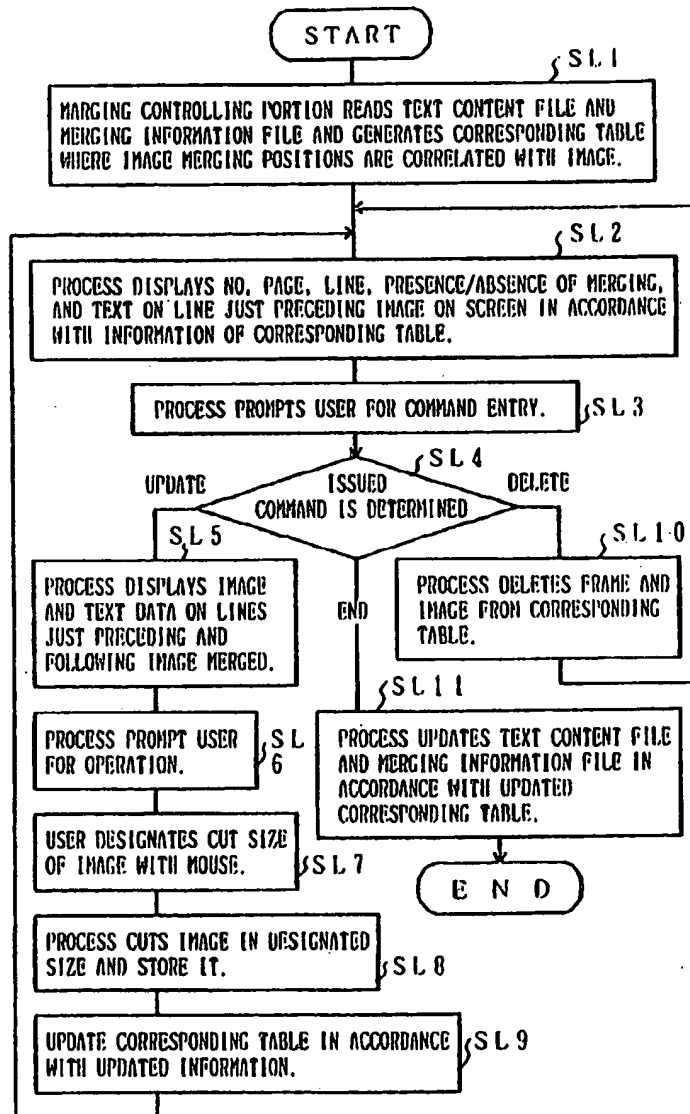 START
SL1
MARGING CONTROLLING PORTION READS TEXT CONTENT FILE AND
MERGING INFORMATION FILE AND GENERATES CORRESPONDING TABLE
WHERE IMAGE MERGING POSITIONS ARE CORRELATED WITH IMAGE.
SL2
PROCESS DISPLAYS NO, PAGE, LINE, PRESENCE/ABSENCE OF MERGING,
AND TEXT ON LINE JUST PRECEDING IMAGE ON SCREEN IN ACCORDANCE
WITH INFORMATION OF CORRESPONDING TABLE.
PROCESS PROMPTS USER FOR COMMAND ENTRY.
SL3
SL4
UPDATE
ISSUED
COMMAND IS DETERMINED
DELETE
SL5
PROCESS DISPLAYS IMAGE
AND TEXT DATA ON LINES
JUST PRECEDING AND
FOLLOWING IMAGE MERGED.
END
SL10
PROCESS DELETES FRAME AND
IMAGE FROM CORRESPONDING
TABLE.
PROCESS PROMPT USER
FOR OPERATION.
SL
6
SL11
PROCESS UPDATES TEXT CONTENT FILE
AND MERGING INFORMATION FILE IN
ACCORDANCE WITH UPDATED
CORRESPONDING TABLE.
USER DESIGNATES CUT SIZE
OF IMAGE WITH MOUSE.
SL7
END
PROCESS CUTS IMAGE IN DESIGNATED
SIZE AND STORE IT.
SL8
UPDATE CORRESPONDING TABLE IN ACCORDANCE
WITH UPDATED INFORMATION.
SL9